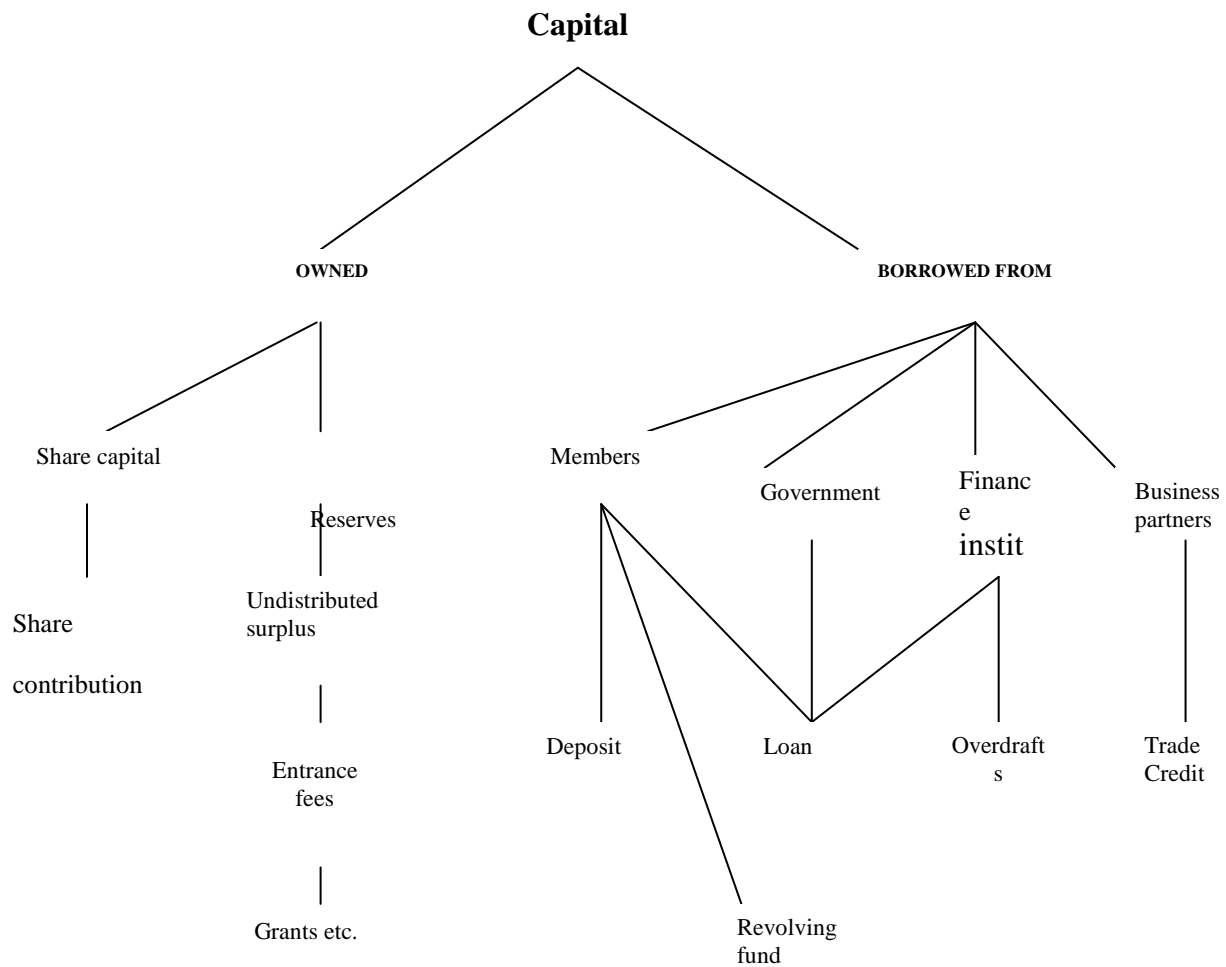 Capital
OWNED
BORROWED FROM
Share capital
Members
Government
Financ
e
instit
Business
partners
Reserves
Undistributed
surplus
Share
contribution
Deposit
Loan
Overdraft
s
Trade
Credit
Entrance
fees
Grants etc.
Revolving
fund